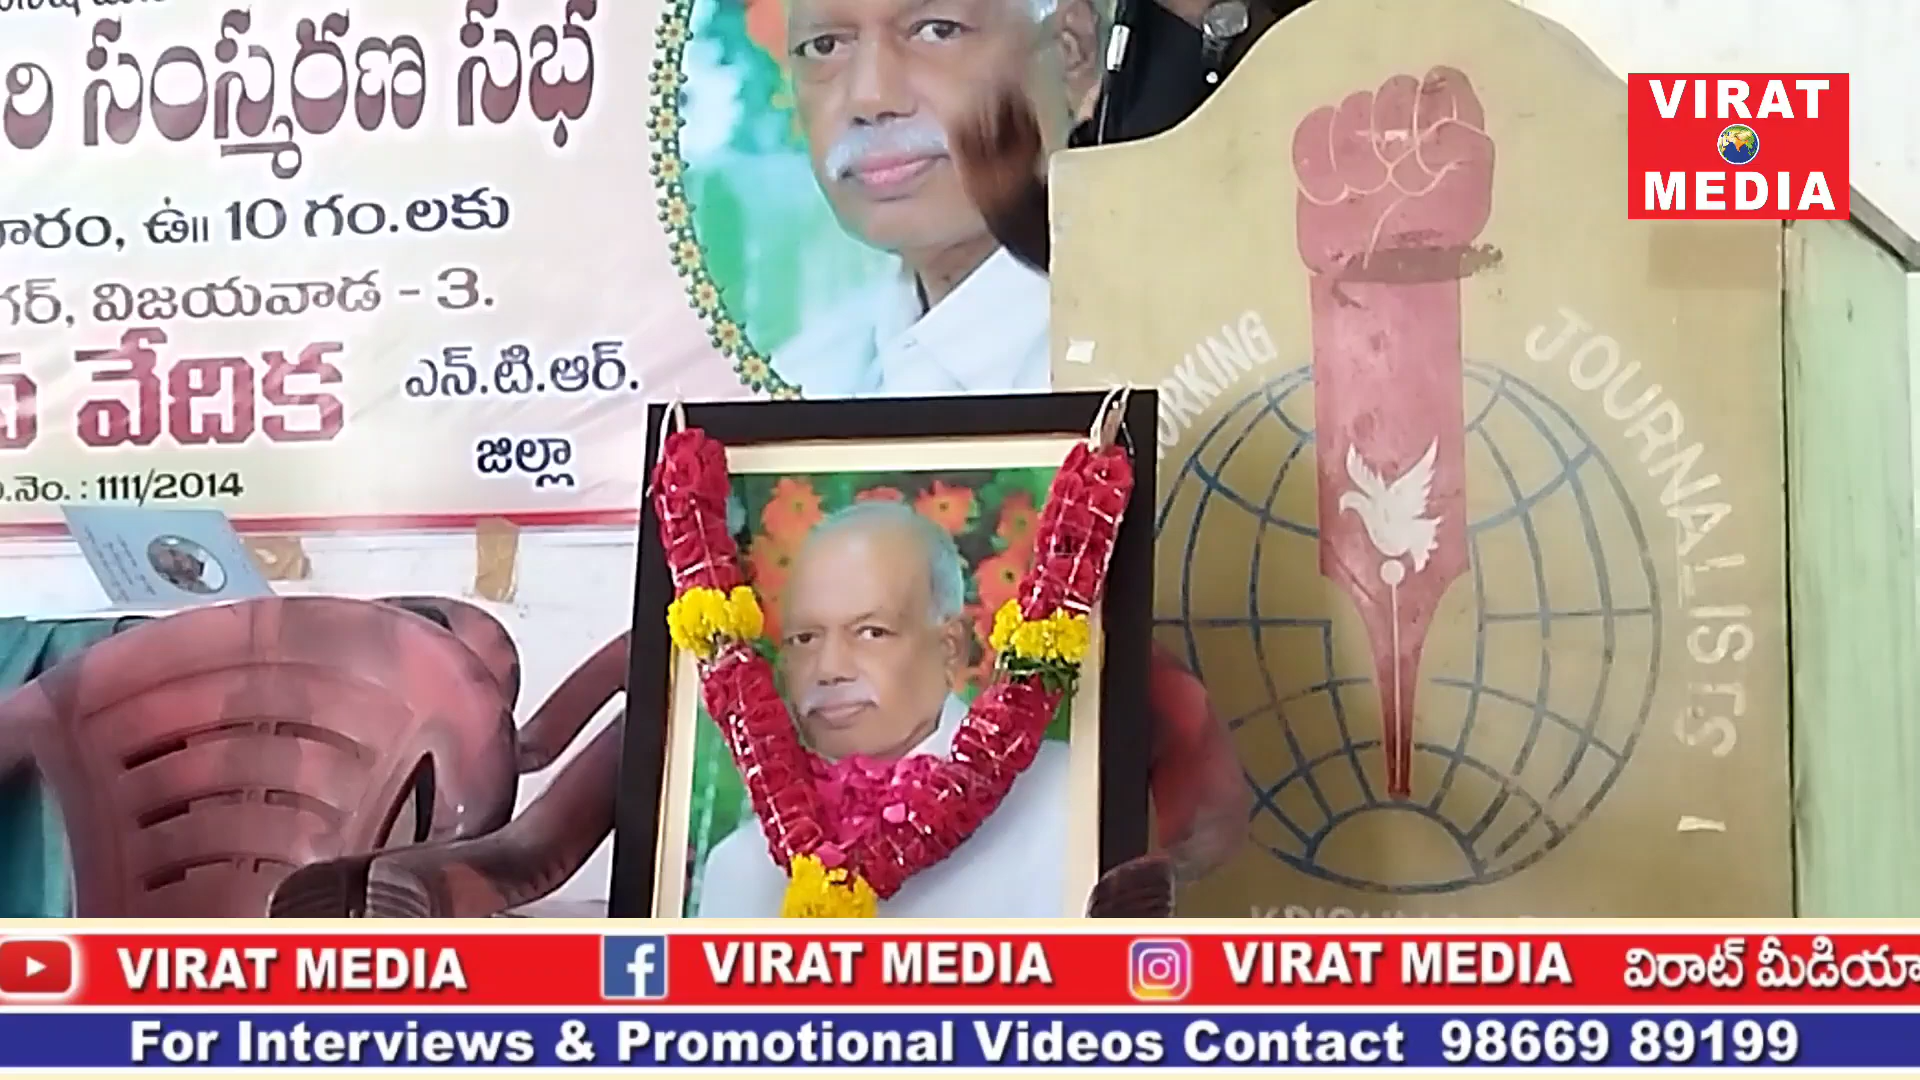 రి సంస్మరణ సభ
ఉ॥ 10 గం.లకు
విజయవాడ - 3.
వేదిక
ఎన్.టి.ఆర్.
జిల్లా
.నెం. : 1111/2014
WORKING
JOURNALISTS
VIRAT
MEDIA
VIRAT MEDIA
VIRAT MEDIA
VIRAT MEDIA
విరాట్ మీడియా
For Interviews & Promotional Videos Contact 98669 89199